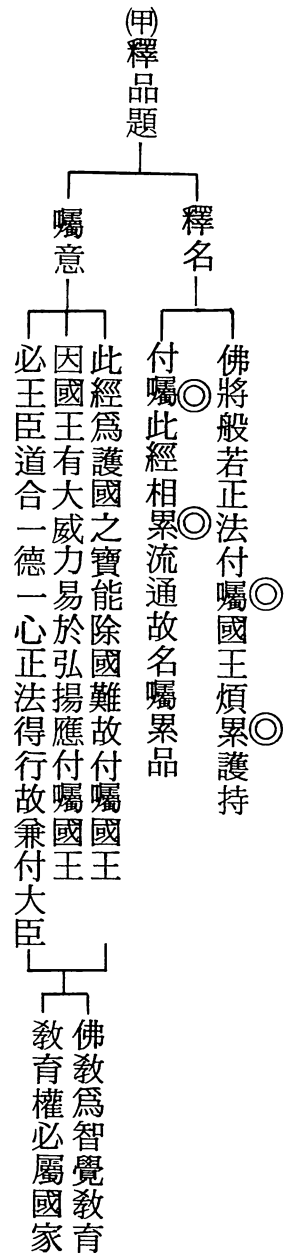 ㈙釋品題
釋名
佛將般若正法付囑國王煩累護持
付囑此經相累流通故名囑累品
囑意
此經爲護國之寶能除國難故付囑國王
因國王有大威力易於弘揚應付囑國王
必王臣道合一德一心正法得行故兼付大臣
佛敎爲智覺敎育
敎育權必屬國家